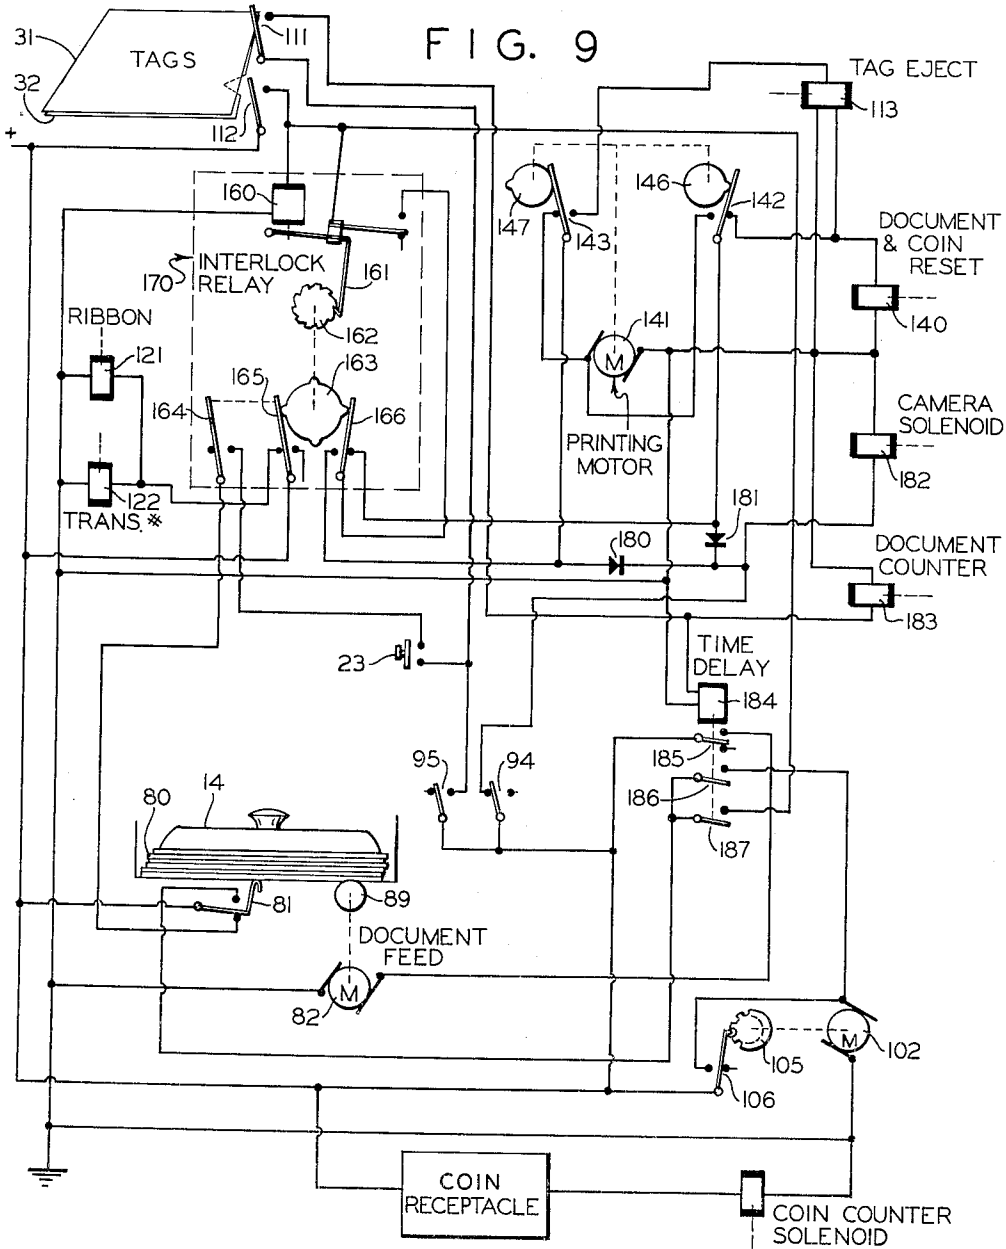 FIG. 9
31
TAGS
111
32
112
+
TAG EJECT
113
160
147
146
142
143
DOCUMENT
& COIN
RESET
170
INTERLOCK
RELAY
161
162
140
RIBBON
121
141
M
163
164
165
166
PRINTING
MOTOR
CAMERA
SOLENOID
182
122
TRANS.*
181
180
DOCUMENT
COUNTER
183
23
TIME
DELAY
184
185
95
94
186
187
14
80
81
89
DOCUMENT
FEED
M
82
105
M
102
106
COIN
RECEPTACLE
COIN COUNTER
SOLENOID